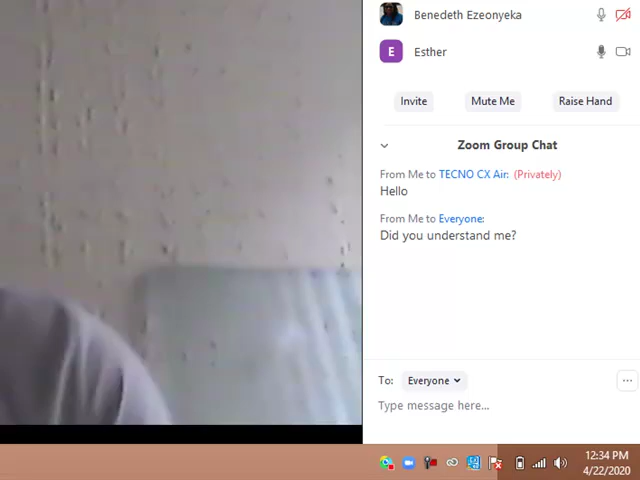 Benedeth Ezeonyeka
E Esther
Invite Mute Me Raise Hand
Zoom Group Chat
From Me to TECNO CX Air: (Privately)
Hello
From Me to Everyone:
Did you understand me?
To: Everyone
Type message here...
12:34 PM
4/22/2020